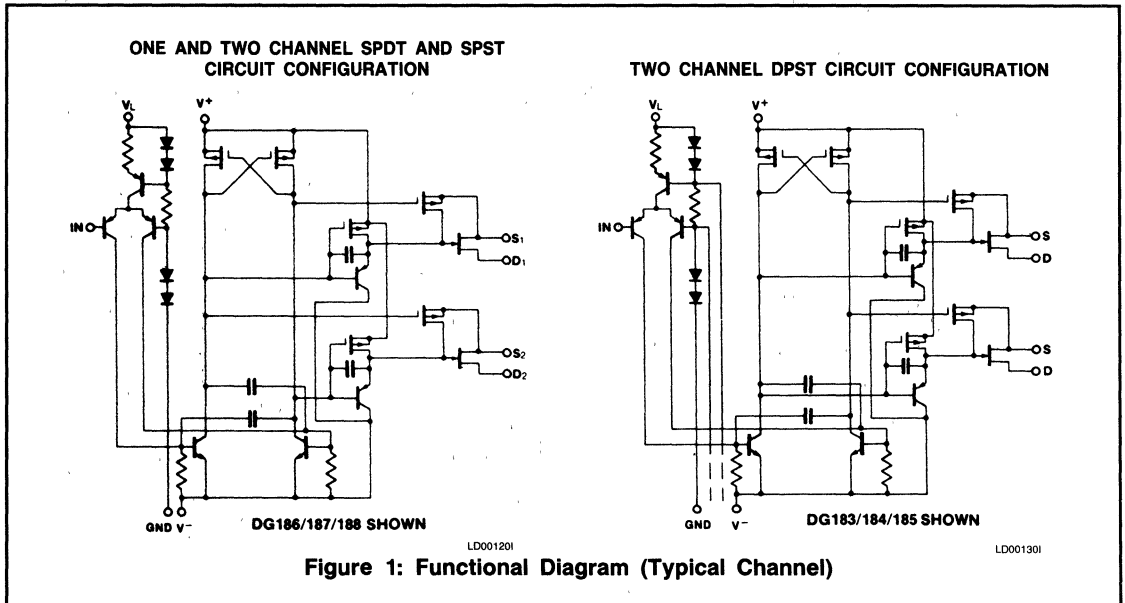 ONE AND TWO CHANNEL SPDT AND SPST
CIRCUIT CONFIGURATION
VL
V+
IN
S1
D1
S2
D2
GND V−
DG186/187/188 SHOWN
LD00120I
TWO CHANNEL DPST CIRCUIT CONFIGURATION
VL
V+
IN
S
D
S
D
GND
V−
DG183/184/185 SHOWN
LD00130I
Figure 1: Functional Diagram (Typical Channel)